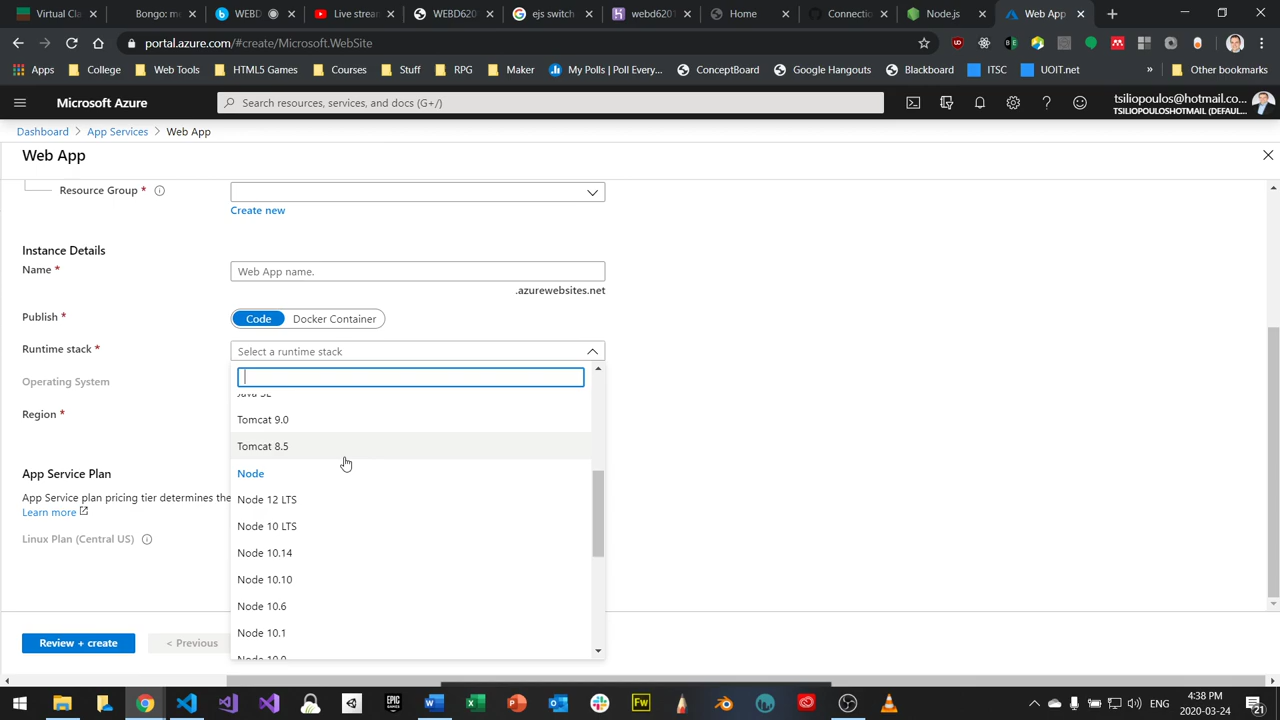 Virtual Cla
Bongo: me
WEBD
Live strean
WEBD620
ejs switch
webd6201
Home
Connection
Node.js
Web App
portal.azure.com/#create/Microsoft.WebSite
Apps
College
Web Tools
HTML5 Games
Courses
Stuff
RPG
Maker
My Polls | Poll Every...
ConceptBoard
Google Hangouts
Blackboard
ITSC
UOIT.net
»
Other bookmarks
Microsoft Azure
Search resources, services, and docs (G+/)
tsiliopoulos@hotmail.co...
TSILIOPOULOSHOTMAIL (DEFAUL...
Dashboard > App Services > Web App
Web App
Resource Group *
Create new
Instance Details
Name *
Web App name.
.azurewebsites.net
Publish *
Code
Docker Container
Runtime stack *
Select a runtime stack
Operating System
Java SE
Region *
Tomcat 9.0
Tomcat 8.5
App Service Plan
Node
App Service plan pricing tier determines the
Node 12 LTS
Learn more
Node 10 LTS
Linux Plan (Central US)
Node 10.14
Node 10.10
Node 10.6
Node 10.1
Review + create
< Previous
Node 10.0
ENG
4:38 PM
2020-03-24
21